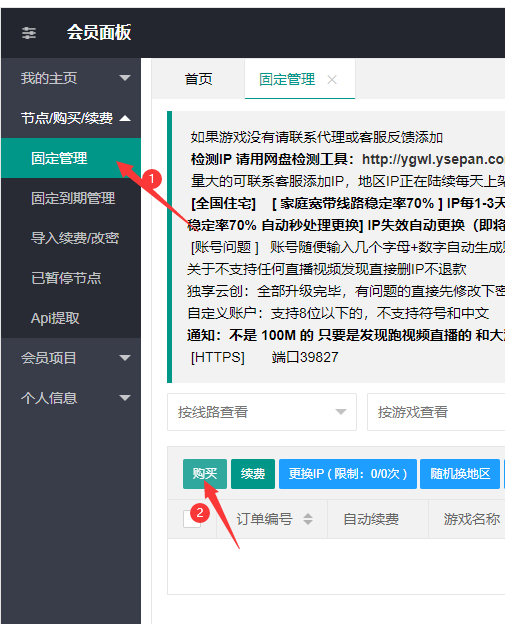 会员面板
我的主页
节点/购买/续费
固定管理
固定到期管理
导入续费/改密
已暂停节点
Api提取
会员项目
个人信息
首页
固定管理
如果游戏没有请联系代理或客服反馈添加
检测IP 请用网盘检测工具：http://ygwl.ysepan.co
量大的可联系客服添加IP，地区IP正在陆续每天上架
[全国住宅] [ 家庭宽带线路稳定率70% ] IP每1-3天
稳定率70% 自动秒处理更换] IP失效自动更换（即将
[账号问题 ] 账号随便输入几个字母+数字自动生成
关于不支持任何直播视频发现直接删IP不退款
独享云创：全部升级完毕，有问题的直接先修改下密
自定义账户：支持8位以下的，不支持符号和中文
通知：不是 100M 的 只要是发现跑视频直播的 和大
[HTTPS] 端口39827
按线路查看
按游戏查看
购买
续费
更换IP ( 限制：0/0次 )
随机换地区
订单编号
自动续费
游戏名称
1
2